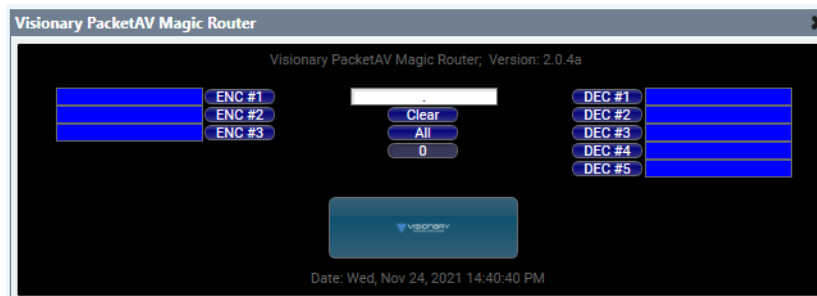 Visionary PacketAV Magic Router
Visionary PacketAV Magic Router; Version: 2.0.4a
ENC #1 . DEC #1
ENC #2 Clear DEC #2
ENC #3 All DEC #3
0 DEC #4
DEC #5
VISIONARY
Date: Wed, Nov 24, 2021 14:40:40 PM